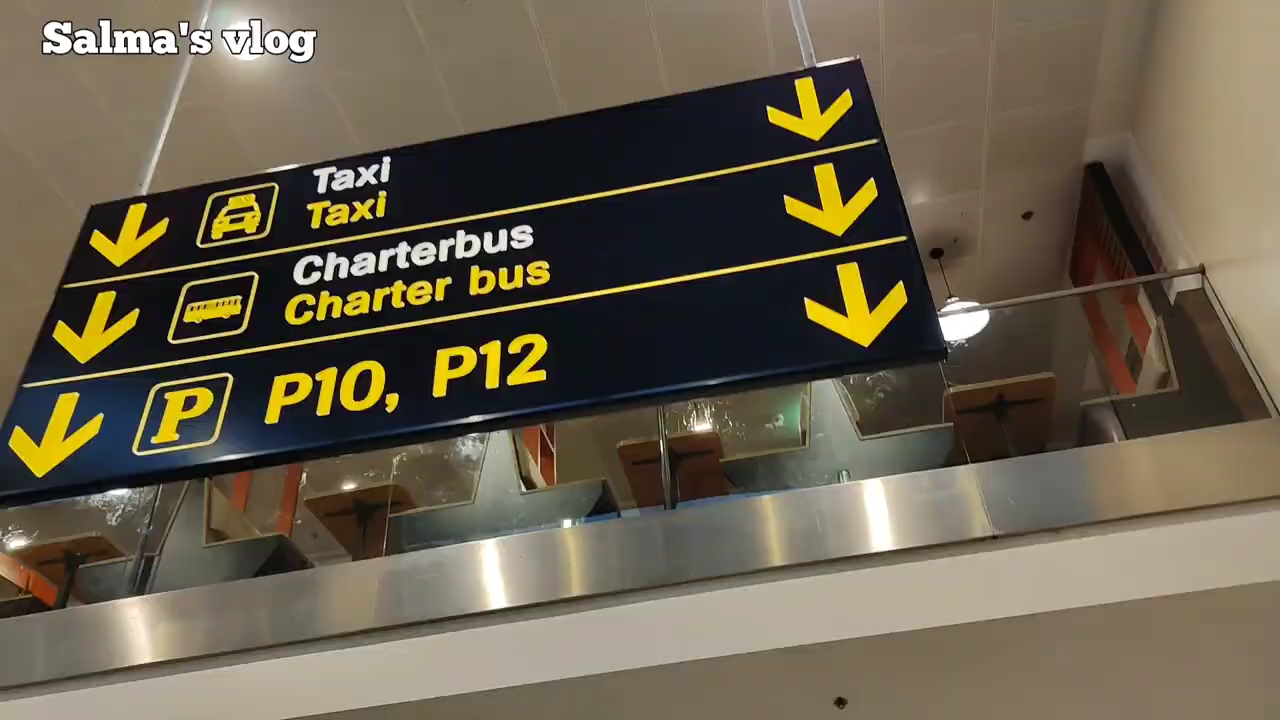 Salma's vlog
Taxi
Taxi
Charterbus
Charter bus
P P10, P12